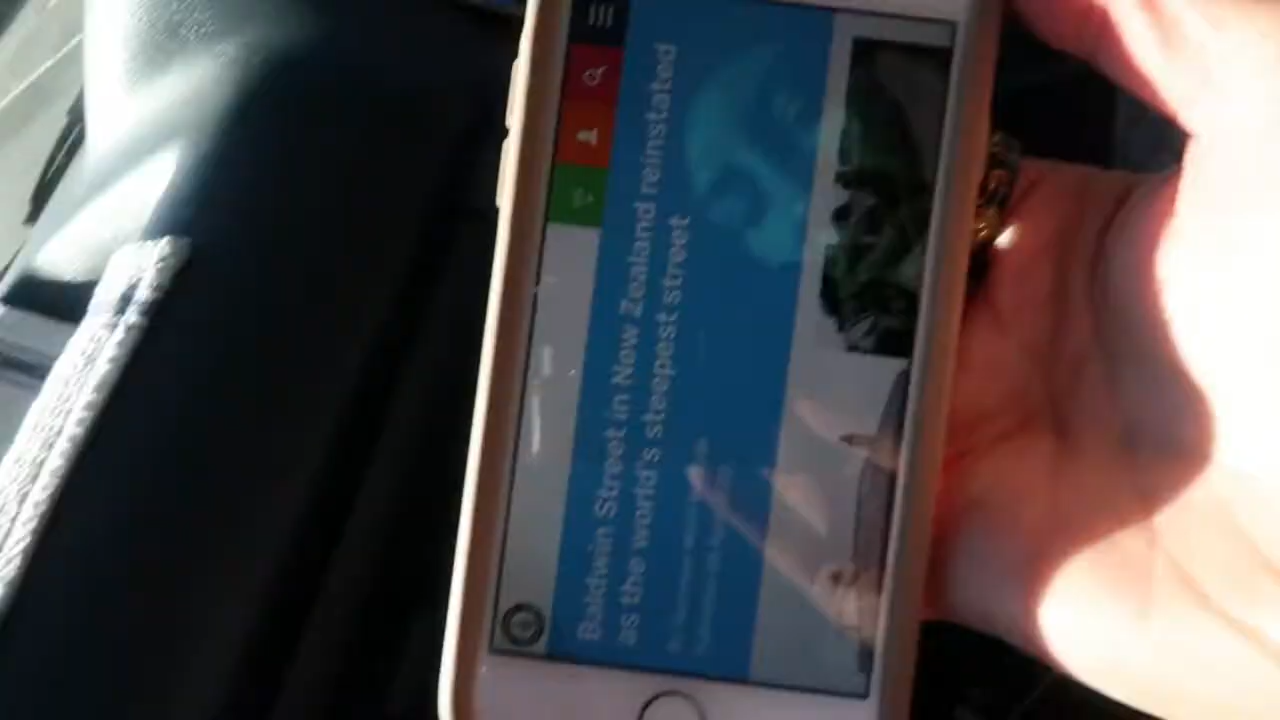 Baldwin Street in New Zealand reinstated
as the world's steepest street